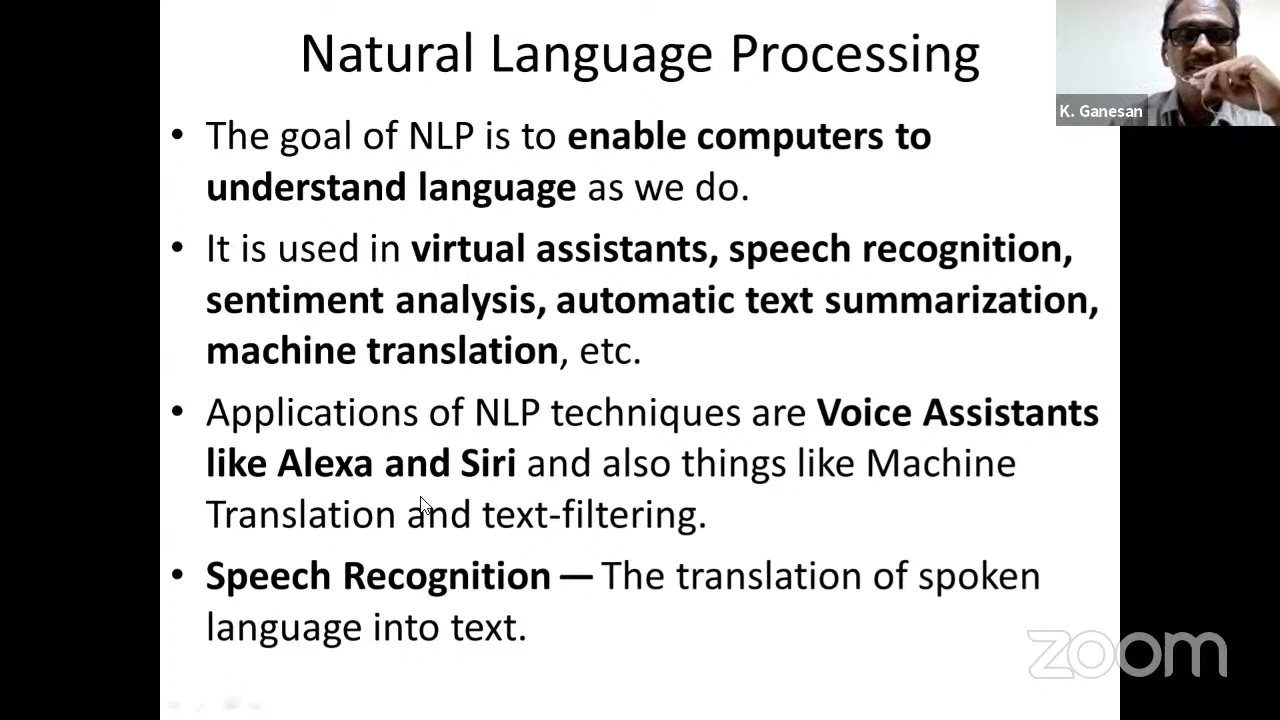 Natural Language Processing
K. Ganesan
• The goal of NLP is to enable computers to
understand language as we do.
• It is used in virtual assistants, speech recognition,
sentiment analysis, automatic text summarization,
machine translation, etc.
• Applications of NLP techniques are Voice Assistants
like Alexa and Siri and also things like Machine
Translation and text-filtering.
• Speech Recognition — The translation of spoken
language into text.
zoom